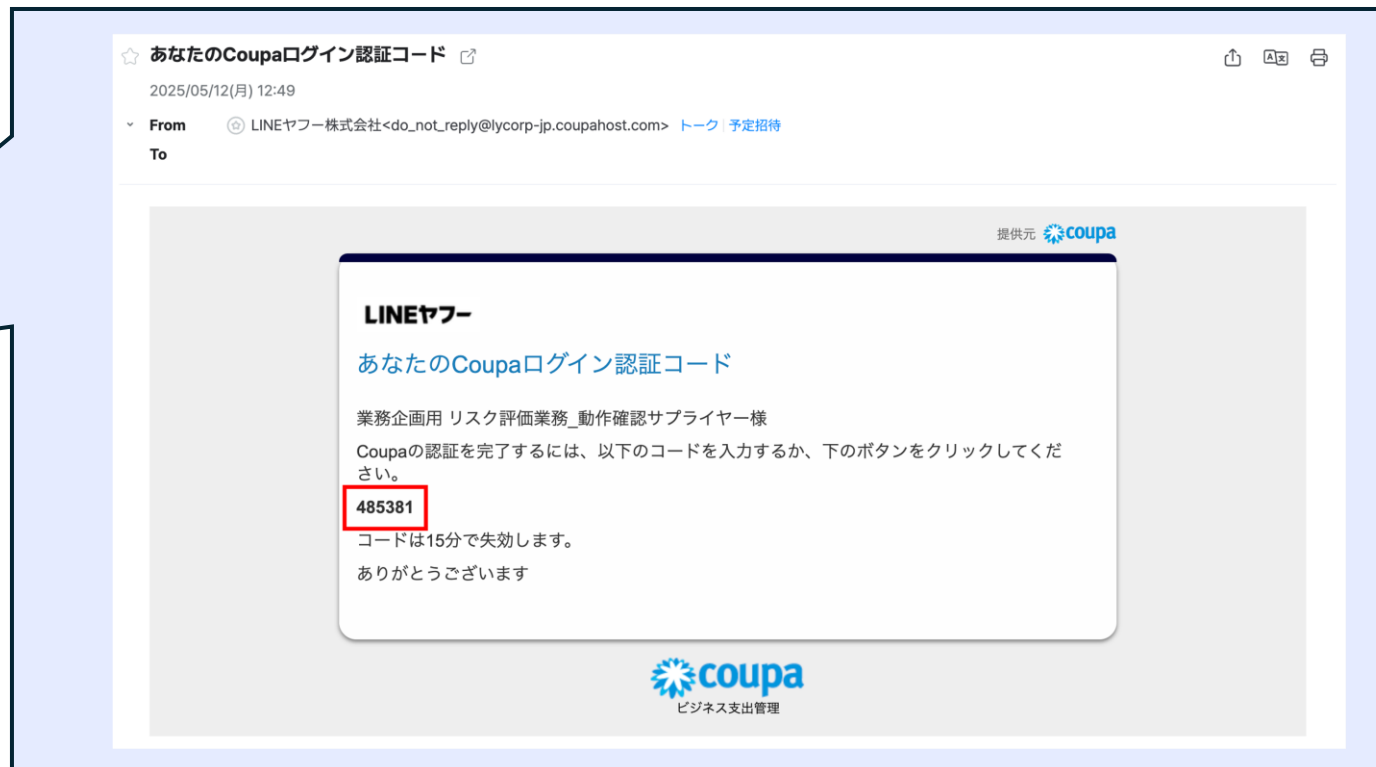 あなたのCoupaログイン認証コード
2025/05/12(月) 12:49
From LINEヤフー株式会社<do_not_reply@lycorp-jp.coupahost.com> トーク 予定招待
To
提供元 coupa
LINEヤフー
あなたのCoupaログイン認証コード
業務企画用 リスク評価業務_動作確認サプライヤー様
Coupaの認証を完了するには、以下のコードを入力するか、下のボタンをクリックしてくだ
さい。
485381
コードは15分で失効します。
ありがとうございます
coupa
ビジネス支出管理